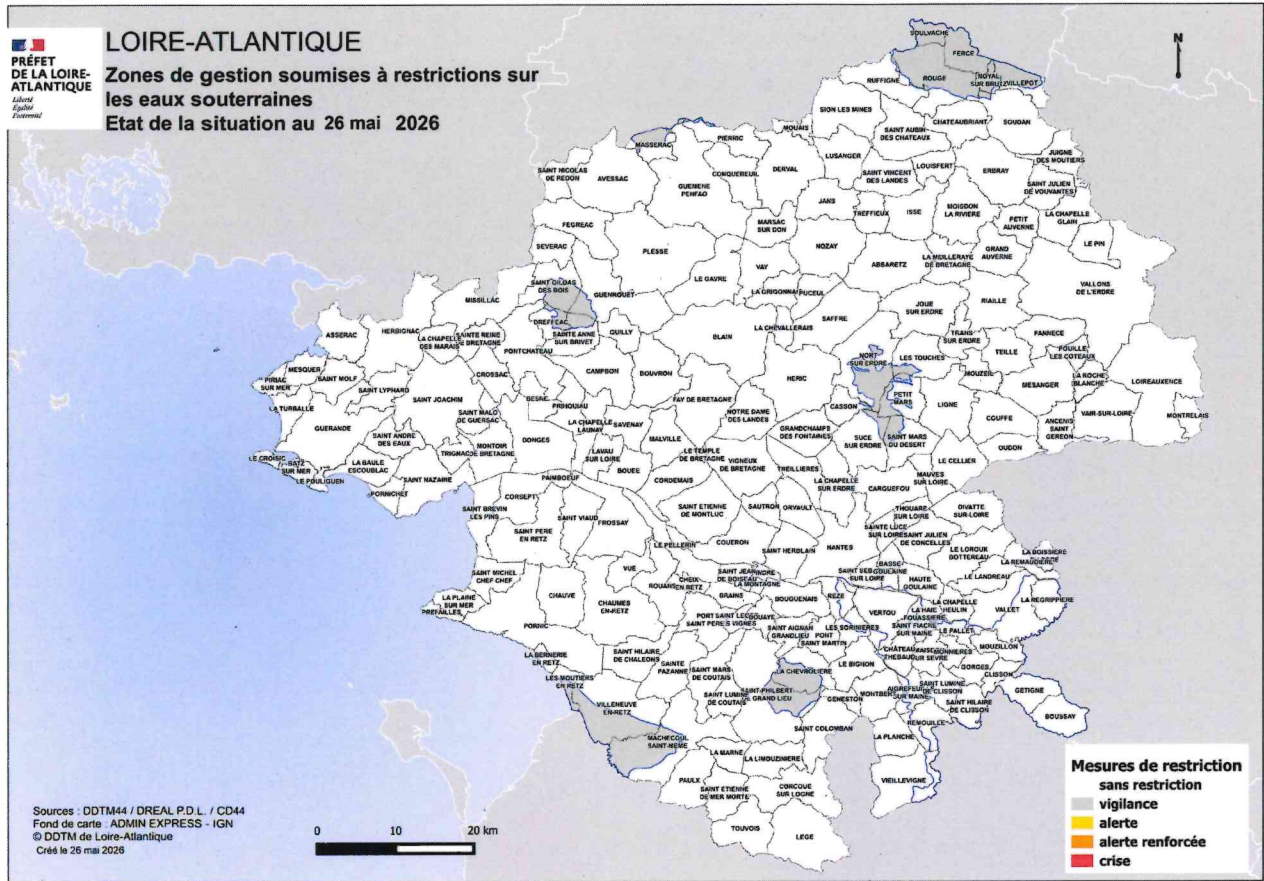 PRÉFET
DE LA LOIRE-
ATLANTIQUE
Liberté
Égalité
Fraternité
LOIRE-ATLANTIQUE
Zones de gestion soumises à restrictions sur
les eaux souterraines
Etat de la situation au 26 mai 2026
N
SOULVACHE
FERCE
ROUGE
NOYAL
SUR BRUTZ
VILLEPOT
RUFFIGNE
SION LES MINES
CHATEAUBRIANT
SOUDAN
SAINT AUBIN
DES CHATEAUX
MOUAIS
PIERRIC
MASSERAC
LUSANGER
LOUISFERT
JUIGNE
DES MOUTIERS
ERBRAY
SAINT NICOLAS
DE REDON
AVESSAC
CONQUEREUIL
DERVAL
SAINT VINCENT
DES LANDES
SAINT JULIEN
DE VOUVANTES
GUEMENE
PENFAO
JANS
TREFFIEUX
ISSE
MOISDON
LA RIVIERE
PETIT
AUVERNE
LA CHAPELLE
GLAIN
FEGREAC
MARSAC
SUR DON
LE PIN
SEVERAC
PLESSE
NOZAY
ABBARETZ
LA MEILLERAYE
DE BRETAGNE
GRAND
AUVERNE
LE GAVRE
VAY
VALLONS
DE L'ERDRE
SAINT GILDAS
DES BOIS
GUENROUET
LA GRIGONNAIS
PUCEUL
RIAILLE
MISSILLAC
SAFFRE
JOUE
SUR ERDRE
DREFFEAC
QUILLY
BLAIN
LA CHEVALLERAIS
TRANS
SUR ERDRE
PANNECE
ASSERAC
HERBIGNAC
LA CHAPELLE
DES MARAIS
SAINTE REINE
DE BRETAGNE
SAINTE ANNE
SUR BRIVET
PONTCHATEAU
TEILLE
POUILLE
LES COTEAUX
NORT
SUR ERDRE
LES TOUCHES
MESQUER
CROSSAC
CAMPBON
BOUVRON
HERIC
MOUZEIL
LA ROCHE
BLANCHE
LOIREAUXENCE
PIRIAC
SUR MER
SAINT MOLF
SAINT LYPHARD
MESANGER
SAINT JOACHIM
BESNE
PRINQUIAU
FAY DE BRETAGNE
PETIT
MARS
LIGNE
LA TURBALLE
CASSON
NOTRE DAME
DES LANDES
COUFFE
ANCENIS
SAINT
GEREON
VAIR-SUR-LOIRE
MONTRELAIS
GUERANDE
SAINT MALO
DE GUERSAC
LA CHAPELLE
LAUNAY
SAVENAY
GRANDCHAMPS
DES FONTAINES
SAINT ANDRE
DES EAUX
MONTOIR
DE BRETAGNE
TRIGNAC
DONGES
MALVILLE
SUCE
SUR ERDRE
SAINT MARS
DU DESERT
OUDON
LE CROISIC
BATZ
SUR MER
LE POULIGUEN
LA BAULE
ESCOUBLAC
LAVAU
SUR LOIRE
BOUEE
LE TEMPLE
DE BRETAGNE
VIGNEUX
DE BRETAGNE
TREILLIERES
LE CELLIER
SAINT NAZAIRE
PAIMBOEUF
CORDEMAIS
LA CHAPELLE
SUR ERDRE
CARQUEFOU
MAUVES
SUR LOIRE
PORNICHET
CORSEPT
SAINT BREVIN
LES PINS
SAINT VIAUD
FROSSAY
SAINT ETIENNE
DE MONTLUC
SAUTRON
ORVAULT
THOUARE
SUR LOIRE
DIVATTE
SUR-LOIRE
SAINT PERE
EN RETZ
LE PELLERIN
COUERON
SAINT HERBLAIN
NANTES
SAINTE LUCE
SUR LOIRE
SAINT JULIEN
DE CONCELLES
LE LOROUX
BOTTEREAU
LA REMAUDIERE
SAINT MICHEL
CHEF CHEF
VUE
ROUANS
CHEIX
EN RETZ
SAINT JEAN
DE BOISEAU
LA MONTAGNE
BASSE
GOULAINE
HAUTE
GOULAINE
LE LANDREAU
LA PLAINE
SUR MER
PREFAILLES
CHAUVE
CHAUMES
EN-RETZ
BRAINS
BOUGUENAIS
REZE
VERTOU
LA CHAPELLE
HEULIN
VALLET
LA REGRIPPIERE
PORNIC
PORT SAINT PERE
BOUAYE
SAINT AIGNAN
GRANDLIEU
PONT
SAINT MARTIN
LES SORINIERES
LA HAIE
FOUASSIERE
SAINT FIACRE
SUR MAINE
LE PALLET
MOUZILLON
LA BERNERIE
EN RETZ
SAINT HILAIRE
DE CHALEONS
SAINTE
PAZANNE
SAINT MARS
DE COUTAIS
LE BIGNON
CHÂTEAU
THEBAUD
MONNIERES
GORGES
CLISSON
LES MOUTIERS
EN RETZ
LA CHEVROLIERE
SAINT-PHILBERT
DE GRAND LIEU
AIGREFEUILLE
SUR MAINE
SAINT LUMINE
DE CLISSON
GETIGNE
VILLENEUVE
EN-RETZ
SAINT LUMINE
DE COUTAIS
GENESTON
MONTBERT
SAINT HILAIRE
DE CLISSON
BOUSSAY
REMOUILLE
MACHECOUL
SAINT-MEME
SAINT COLOMBAN
LA PLANCHE
LA MARNE
LA LIMOUZINIERE
PAULX
SAINT ETIENNE
DE MER MORTE
CORCOUE
SUR LOGNE
VIEILLEVIGNE
TOUVOIS
LEGE
Mesures de restriction
sans restriction
vigilance
alerte
alerte renforcée
crise
Sources : DDTM44 / DREAL P.D.L. / CD44
Fond de carte : ADMIN EXPRESS - IGN
© DDTM de Loire-Atlantique
Créé le 26 mai 2026
0 10 20 km